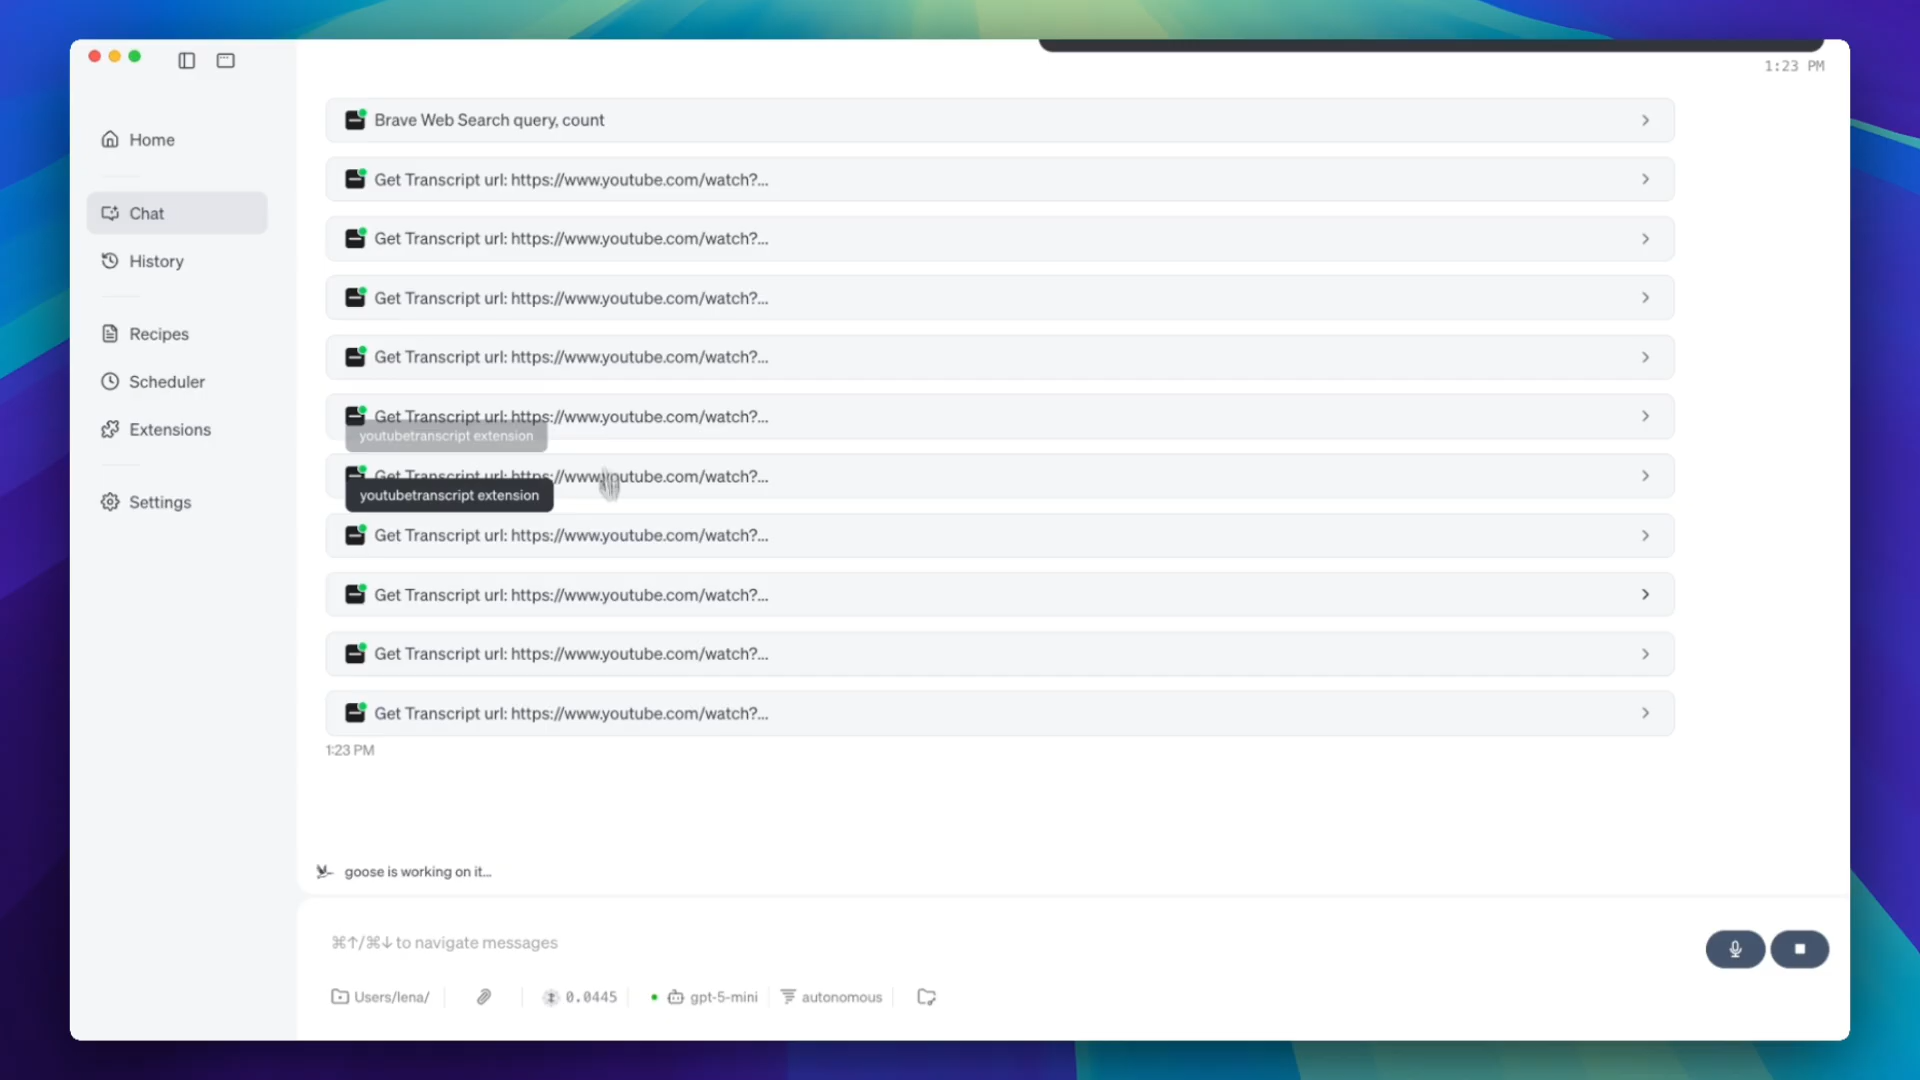 1:23 PM
Home
Chat
History
Recipes
Scheduler
Extensions
Settings
Brave Web Search query, count
Get Transcript url: https://www.youtube.com/watch?...
Get Transcript url: https://www.youtube.com/watch?...
Get Transcript url: https://www.youtube.com/watch?...
Get Transcript url: https://www.youtube.com/watch?...
Get Transcript url: https://www.youtube.com/watch?...
youtubetranscript extension
Get Transcript url: https://www.youtube.com/watch?...
youtubetranscript extension
Get Transcript url: https://www.youtube.com/watch?...
Get Transcript url: https://www.youtube.com/watch?...
Get Transcript url: https://www.youtube.com/watch?...
Get Transcript url: https://www.youtube.com/watch?...
1:23 PM
goose is working on it...
⌘↑/⌘↓ to navigate messages
Users/lena/ 0.0445 gpt-5-mini autonomous